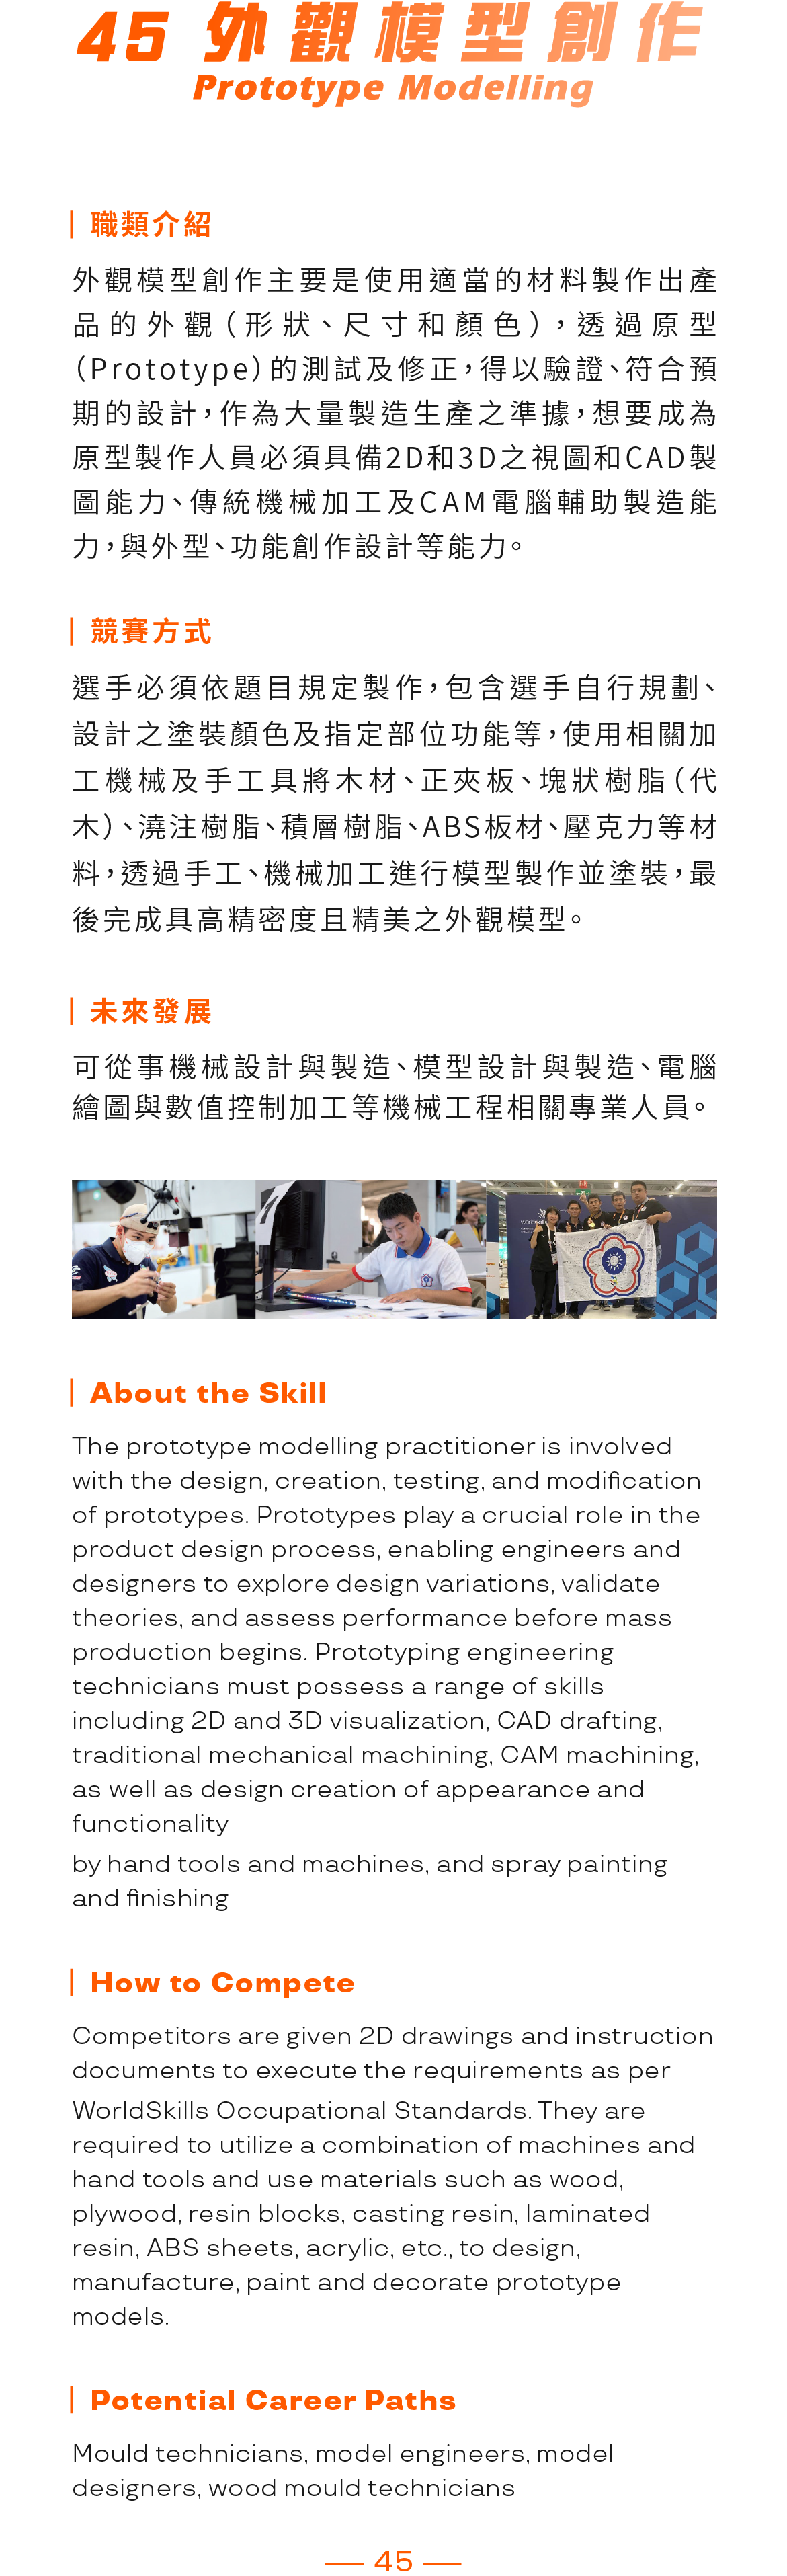 45 外觀模型創作
Prototype Modelling
職類介紹
外觀模型創作主要是使用適當的材料製作出產
品的外觀（形狀、尺寸和顏色），透過原型
（Prototype）的測試及修正，得以驗證、符合預
期的設計，作為大量製造生產之準據，想要成為
原型製作人員必須具備2D和3D之視圖和CAD製
圖能力、傳統機械加工及CAM電腦輔助製造能
力，與外型、功能創作設計等能力。
競賽方式
選手必須依題目規定製作，包含選手自行規劃、
設計之塗裝顏色及指定部位功能等，使用相關加
工機械及手工具將木材、正夾板、塊狀樹脂（代
木）、澆注樹脂、積層樹脂、ABS板材、壓克力等材
料，透過手工、機械加工進行模型製作並塗裝，最
後完成具高精密度且精美之外觀模型。
未來發展
可從事機械設計與製造、模型設計與製造、電腦
繪圖與數值控制加工等機械工程相關專業人員。
About the Skill
The prototype modelling practitioner is involved
with the design, creation, testing, and modification
of prototypes. Prototypes play a crucial role in the
product design process, enabling engineers and
designers to explore design variations, validate
theories, and assess performance before mass
production begins. Prototyping engineering
technicians must possess a range of skills
including 2D and 3D visualization, CAD drafting,
traditional mechanical machining, CAM machining,
as well as design creation of appearance and
functionality
by hand tools and machines, and spray painting
and finishing
How to Compete
Competitors are given 2D drawings and instruction
documents to execute the requirements as per
WorldSkills Occupational Standards. They are
required to utilize a combination of machines and
hand tools and use materials such as wood,
plywood, resin blocks, casting resin, laminated
resin, ABS sheets, acrylic, etc., to design,
manufacture, paint and decorate prototype
models.
Potential Career Paths
Mould technicians, model engineers, model
designers, wood mould technicians
45